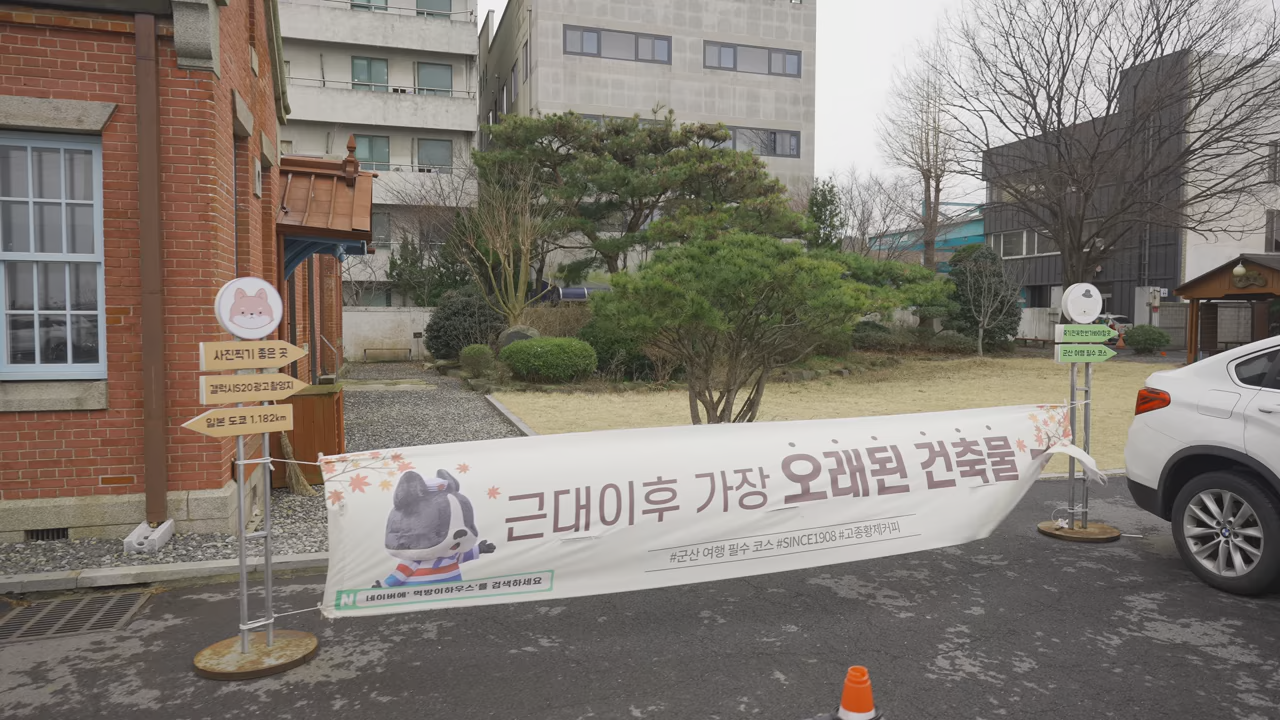 사진찍기 좋은 곳
갤럭시S20광고촬영지
일본 도쿄 1.182km
근대이후 가장 오래된 건축물
#군산 여행 필수 코스 #SINCE1908 #고종황제커피
N 네이버에' 먹방이하우스'를 검색하세요
군산 여행 필수 코스